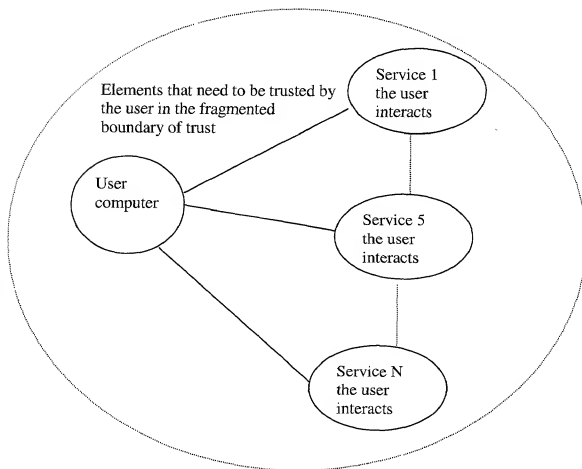 Elements that need to be trusted by
the user in the fragmented
boundary of trust
Service 1
the user
interacts
User
computer
Service 5
the user
interacts
Service N
the user
interacts